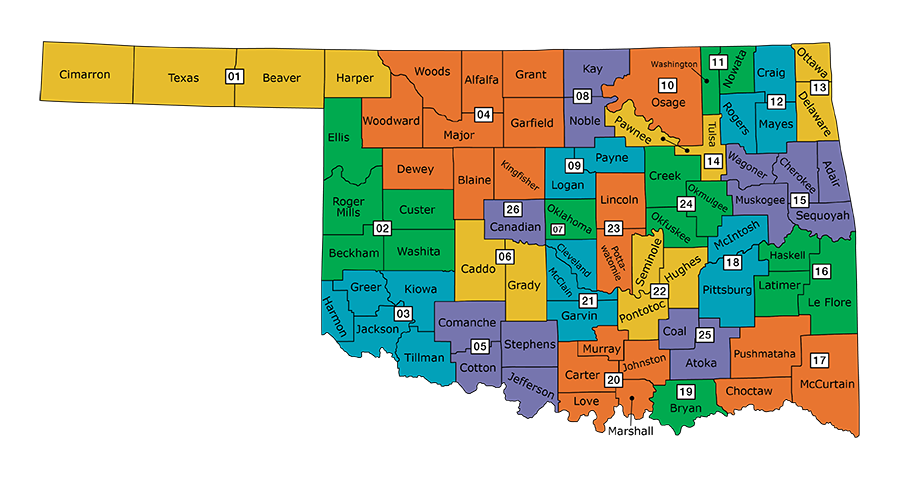 Cimarron
Texas
01
Beaver
Harper
Woods
Alfalfa
Grant
Kay
Washington
11
Nowata
Craig
Ottawa
10
Osage
13
Delaware
Woodward
Major
04
Garfield
08
Noble
Pawnee
Tulsa
14
Rogers
12
Mayes
Ellis
Dewey
Blaine
Kingfisher
09
Logan
Payne
Creek
Wagoner
Cherokee
Adair
Roger
Mills
Custer
26
Canadian
Oklahoma
07
Lincoln
23
Okmulgee
24
Okfuskee
Muskogee
15
Sequoyah
02
Beckham
Washita
Caddo
06
Grady
Cleveland
McClain
Potta-
watomie
Seminole
Hughes
McIntosh
18
Haskell
16
Latimer
Le Flore
Greer
Kiowa
Harmon
Jackson
03
Tillman
Comanche
05
Cotton
Stephens
Jefferson
21
Garvin
22
Pontotoc
Pittsburg
Coal
25
Atoka
Pushmataha
17
McCurtain
Murray
Carter
20
Johnston
Love
Marshall
19
Bryan
Choctaw